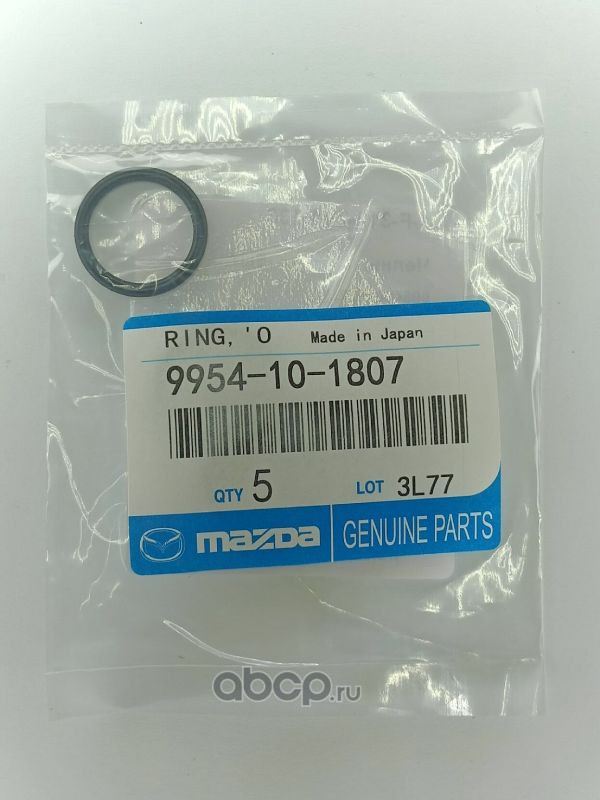 RING, 'O Made in Japan
9954-10-1807
QTY 5 LOT 3L77
mazda GENUINE PARTS
abcp.ru